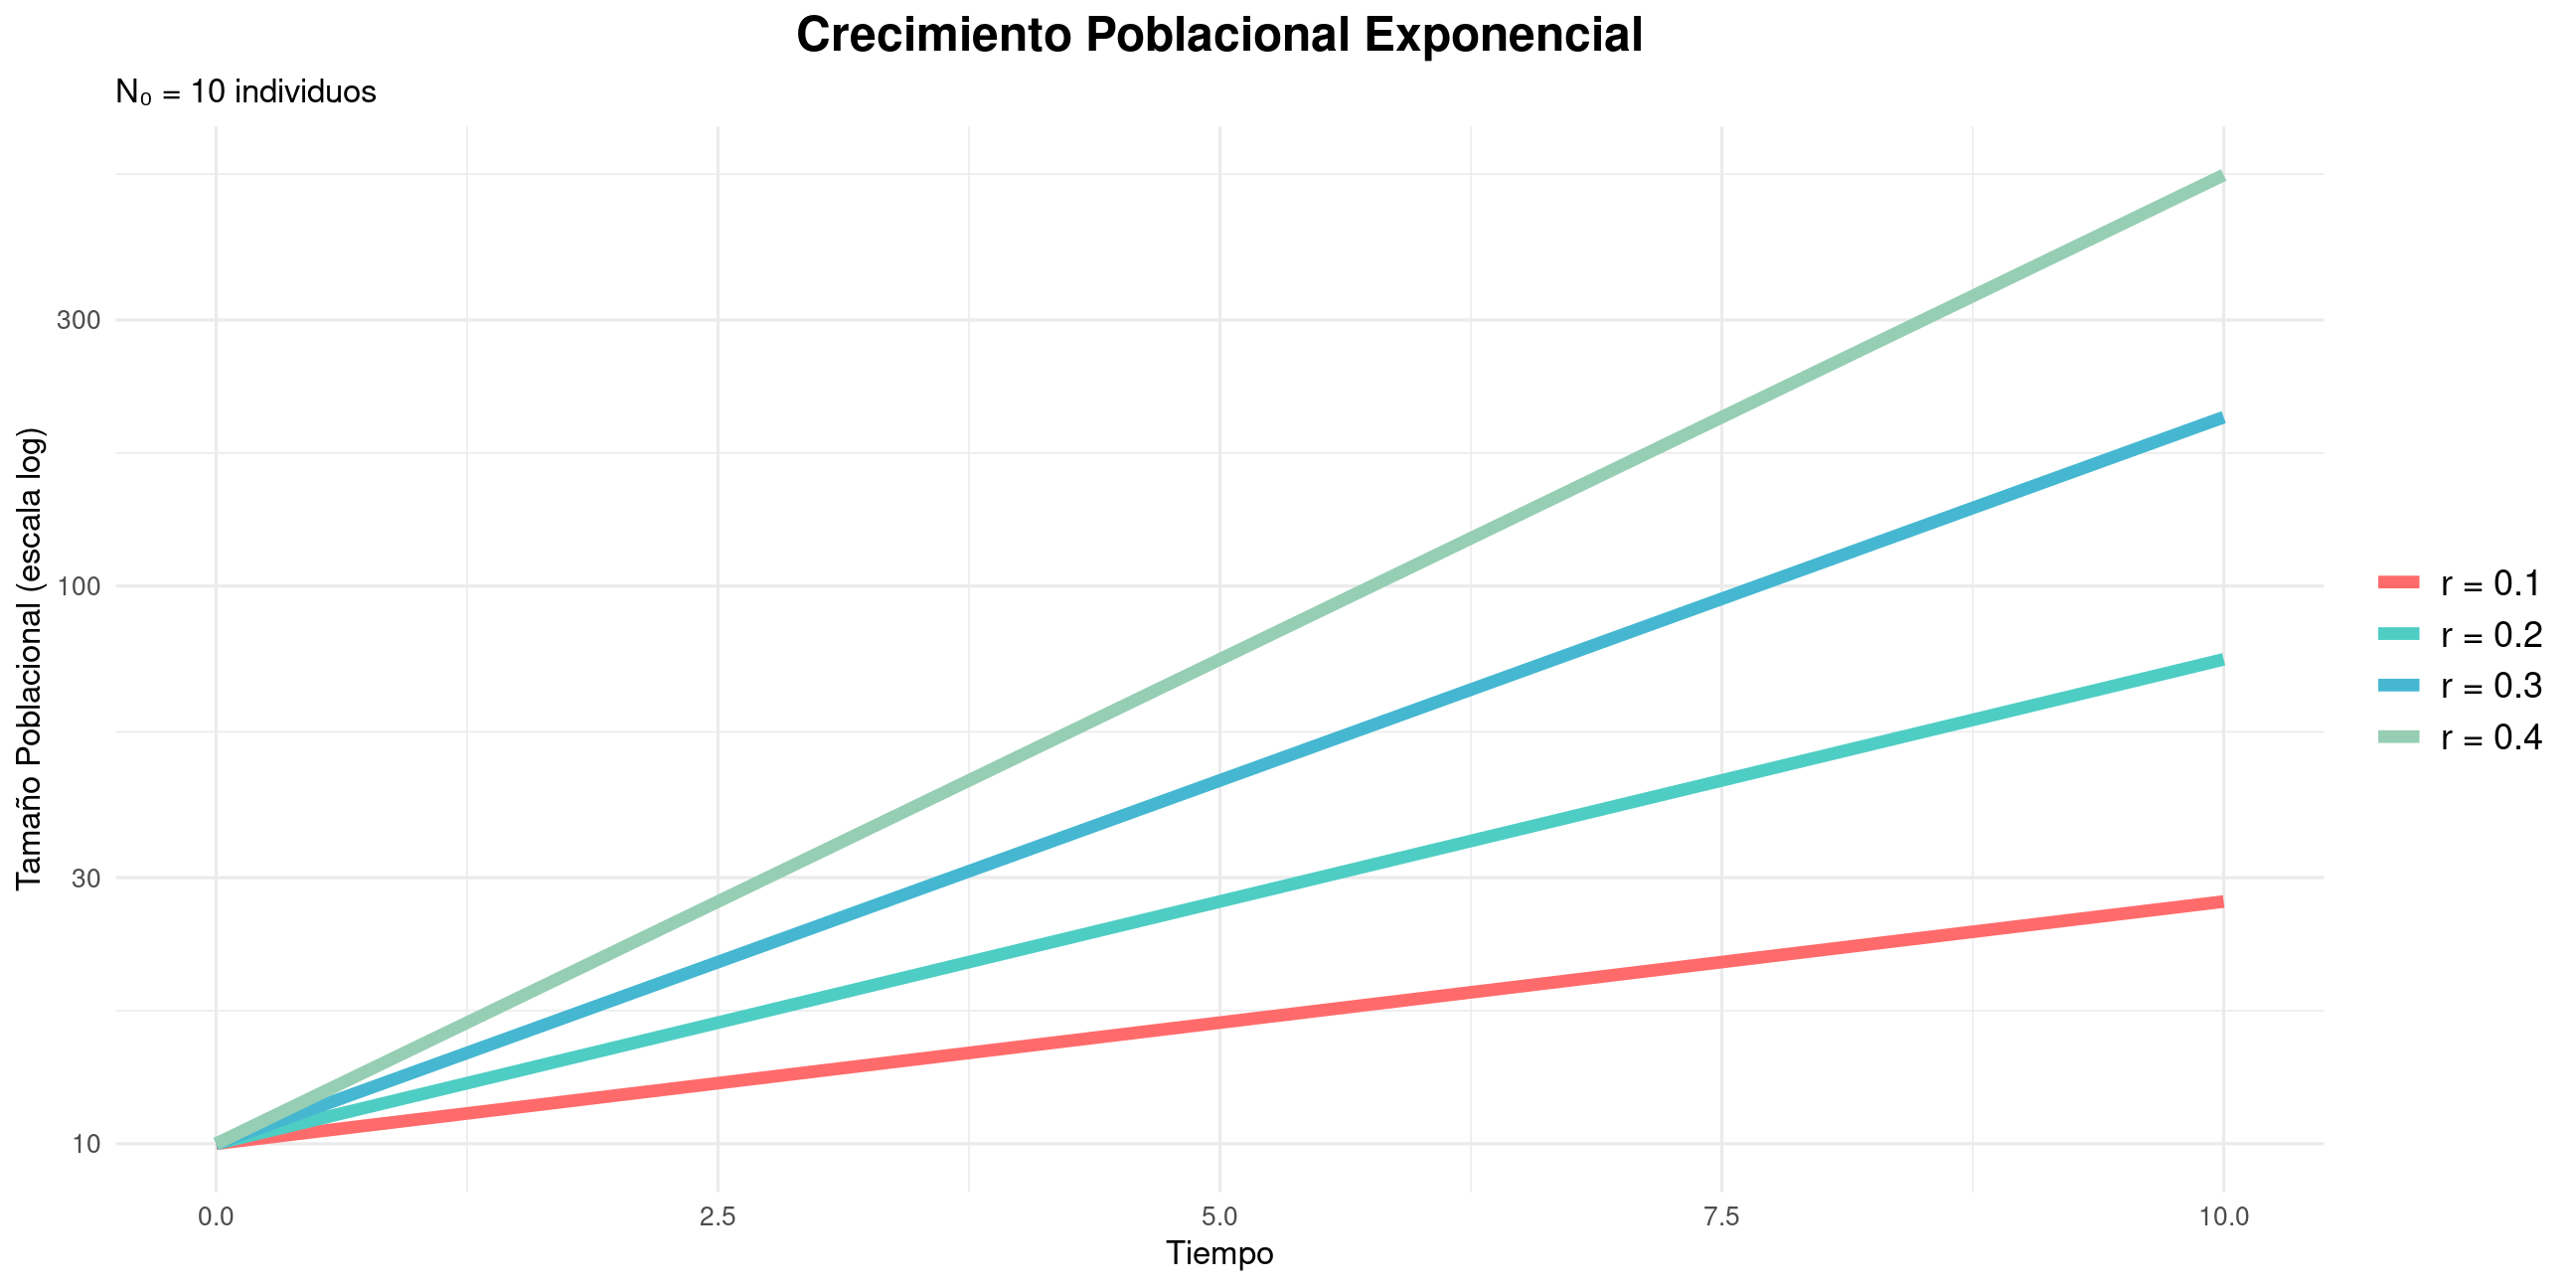 Crecimiento Poblacional Exponencial
N₀ = 10 individuos
Tamaño Poblacional (escala log)
300
100
30
10
0.0
2.5
5.0
7.5
10.0
Tiempo
r = 0.1
r = 0.2
r = 0.3
r = 0.4